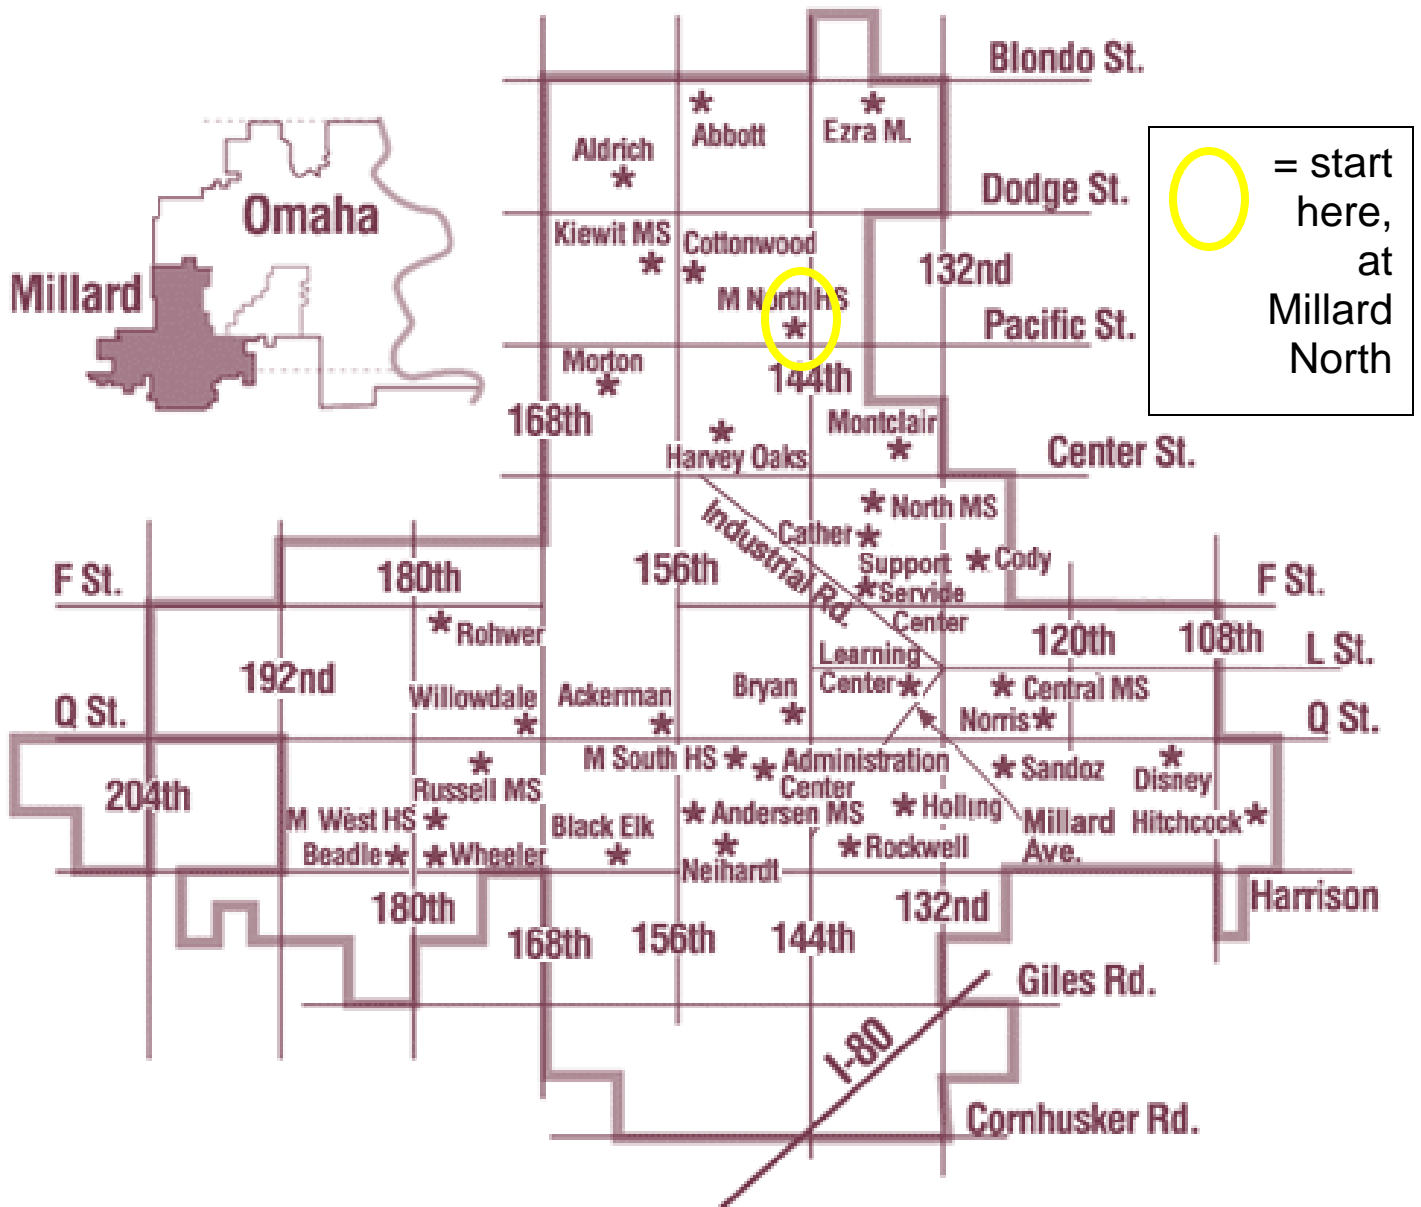 Blondo St.
Abbott
Ezra M.
Aldrich
= start
here,
at
Millard
North
Dodge St.
Omaha
Kiewit MS
Cottonwood
132nd
Millard
M North HS
Pacific St.
Morton
144th
168th
Montclair
Harvey Oaks
Center St.
North MS
Industrial Rd.
Cather
Support
Servide
Center
Cody
F St.
180th
156th
F St.
Rohwer
120th
108th
L St.
192nd
Learning
Center
Willowdale
Ackerman
Bryan
Central MS
Norris
Q St.
Q St.
M South HS
Administration
Center
Sandoz
Disney
204th
Russell MS
M West HS
Andersen MS
Holling
Millard
Ave.
Hitchcock
Black Elk
Beadle
Wheeler
Neihardt
Rockwell
Harrison
180th
132nd
168th
156th
144th
Giles Rd.
I-80
Cornhusker Rd.